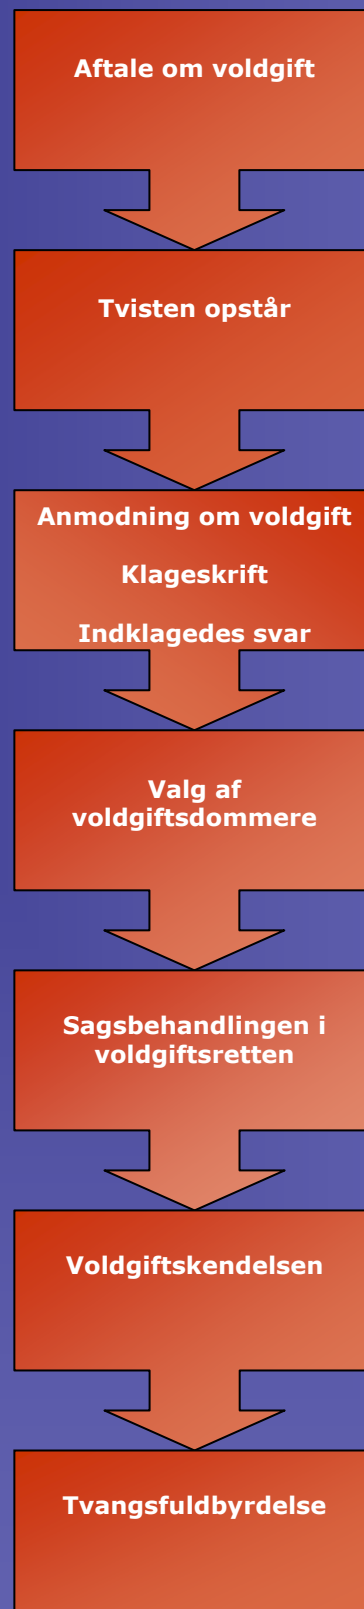 Aftale om voldgift
Tvisten opstår
Anmodning om voldgift
Klageskrift
Indklagedes svar
Valg af
voldgiftsdommere
Sagsbehandlingen i
voldgiftsretten
Voldgiftskendelsen
Tvangsfuldbyrdelse